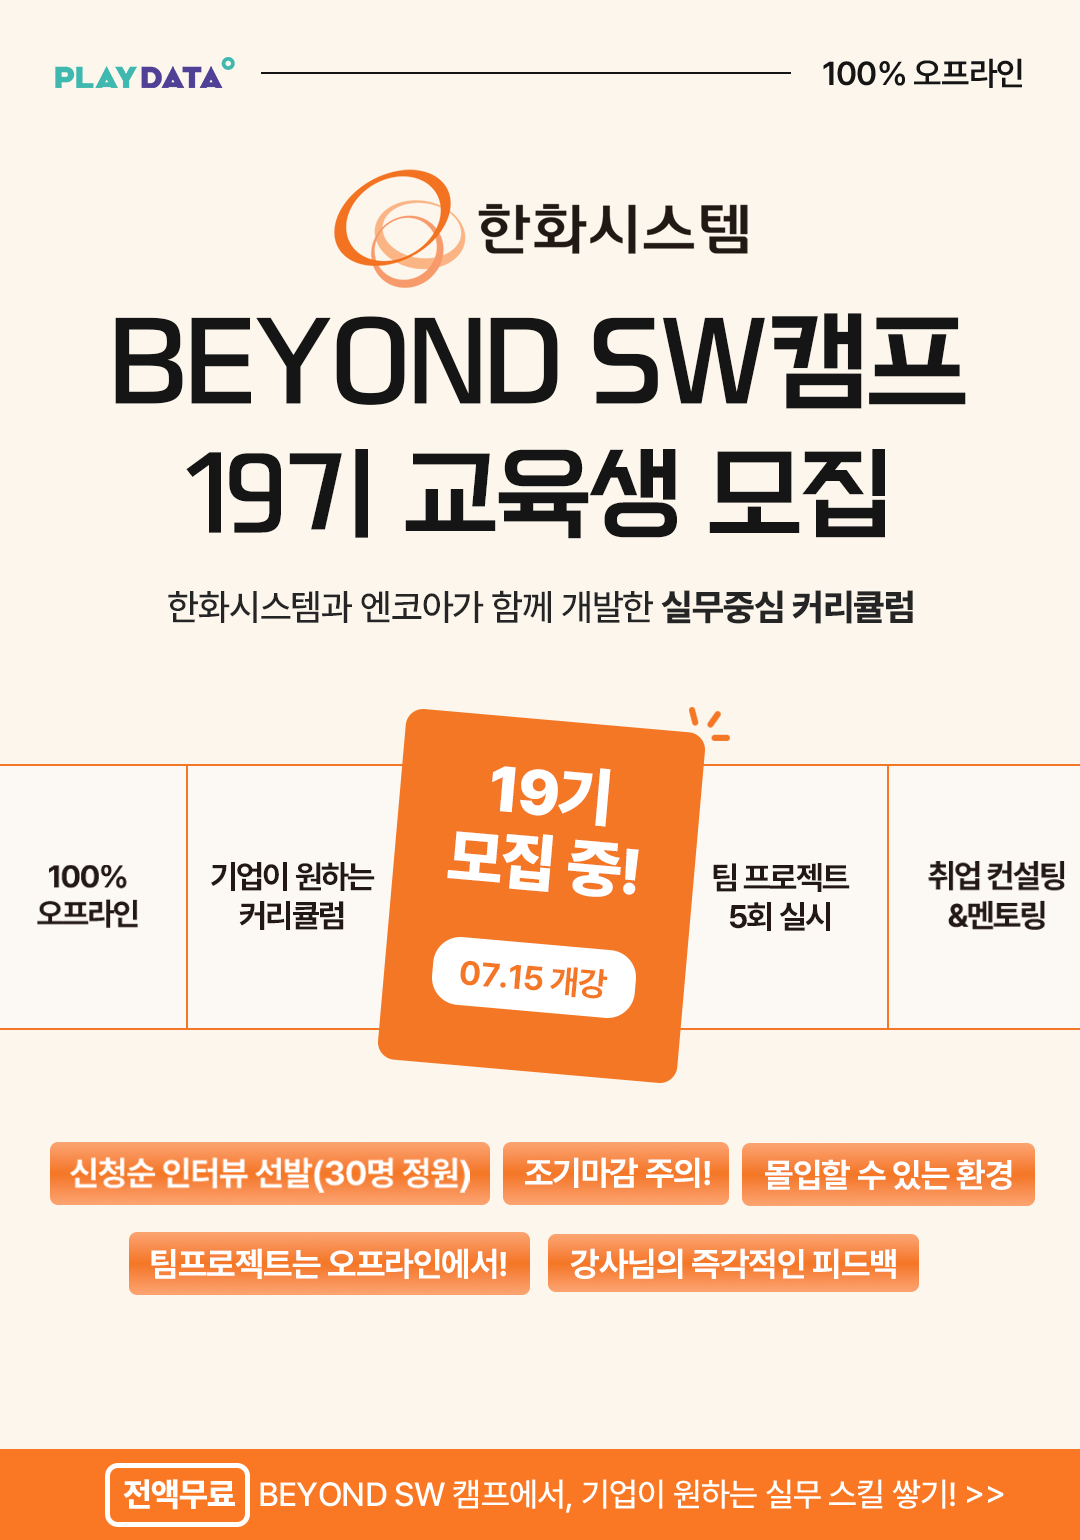 PLAYDATA
100% 오프라인
한화시스템
BEYOND SW캠프
19기 교육생 모집
한화시스템과 엔코아가 함께 개발한 실무중심 커리큘럼
100%
오프라인
기업이 원하는
커리큘럼
19기
모집 중!
07.15 개강
팀 프로젝트
5회 실시
취업 컨설팅
&멘토링
신청순 인터뷰 선발(30명 정원)
조기마감 주의!
몰입할 수 있는 환경
팀프로젝트는 오프라인에서!
강사님의 즉각적인 피드백
전액무료 BEYOND SW 캠프에서, 기업이 원하는 실무 스킬 쌓기! >>